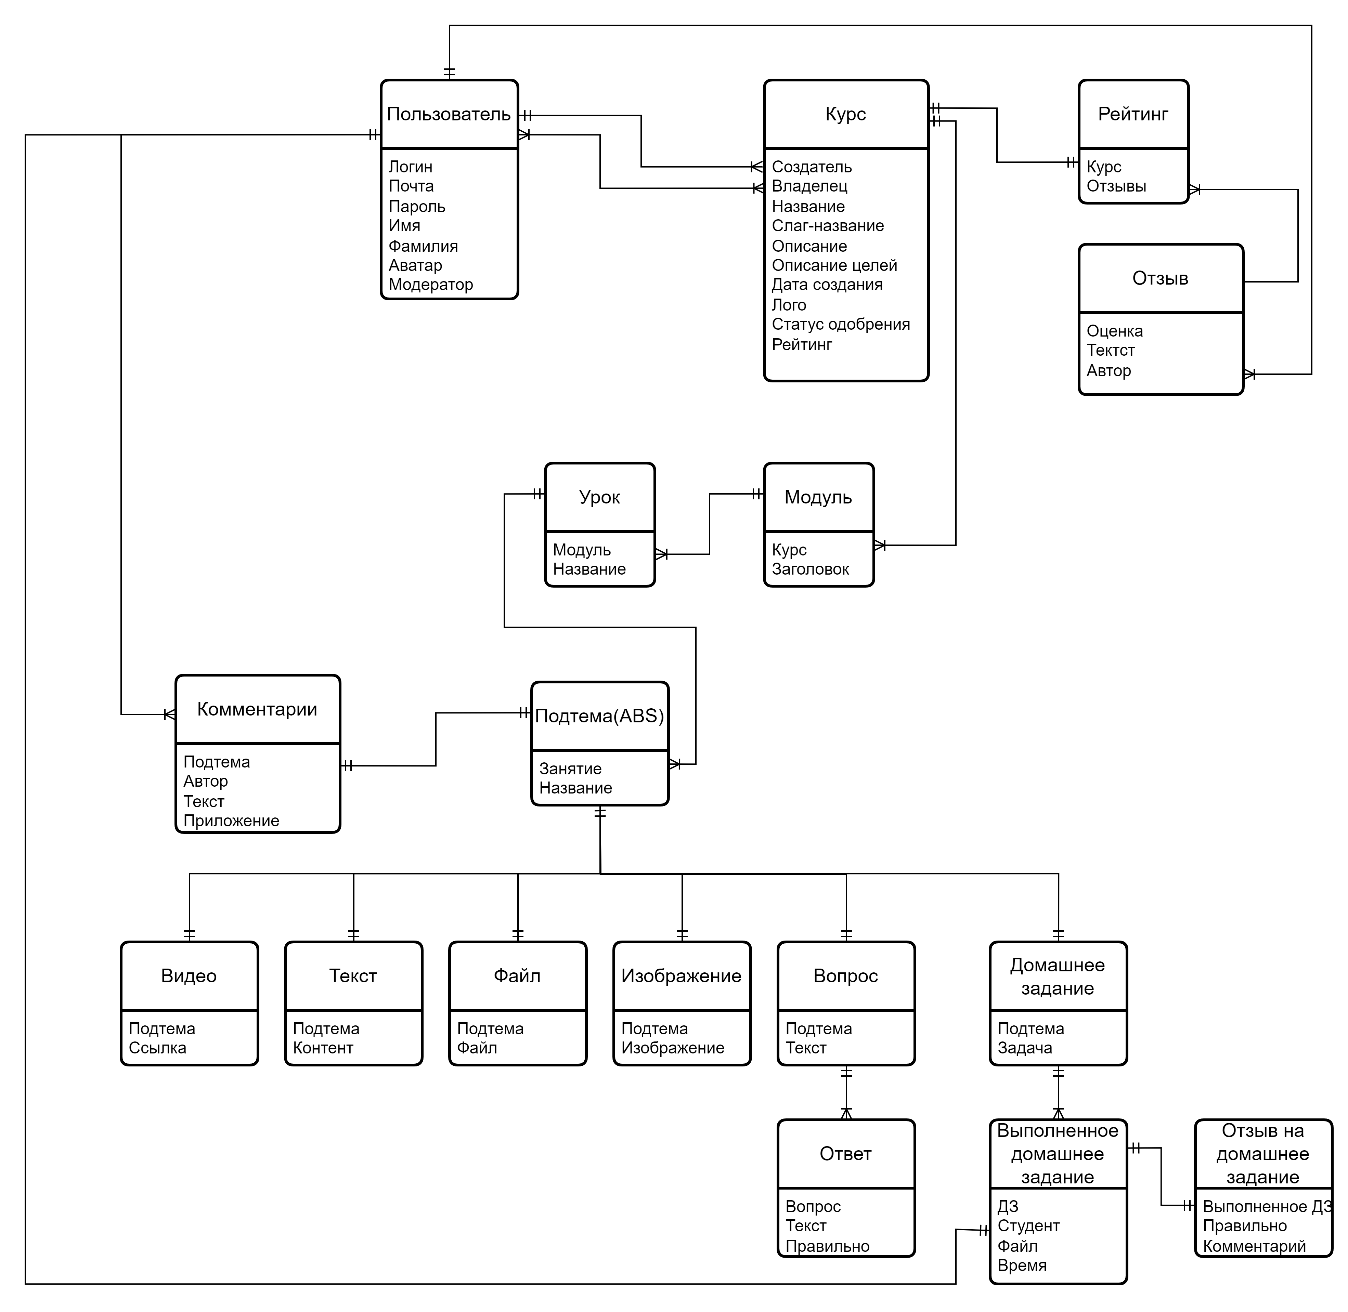 Пользователь
Логин
Почта
Пароль
Имя
Фамилия
Аватар
Модератор
Курс
Создатель
Владелец
Название
Слаг-название
Описание
Описание целей
Дата создания
Лого
Статус одобрения
Рейтинг
Рейтинг
Курс
Отзывы
Отзыв
Оценка
Тектст
Автор
Урок
Модуль
Название
Модуль
Курс
Заголовок
Комментарии
Подтема
Автор
Текст
Приложение
Подтема(ABS)
Занятие
Название
Видео
Подтема
Ссылка
Текст
Подтема
Контент
Файл
Подтема
Файл
Изображение
Подтема
Изображение
Вопрос
Подтема
Текст
Домашнее
задание
Подтема
Задача
Ответ
Вопрос
Текст
Правильно
Выполненное
домашнее
задание
ДЗ
Студент
Файл
Время
Отзыв на
домашнее
задание
Выполненное ДЗ
Правильно
Комментарий